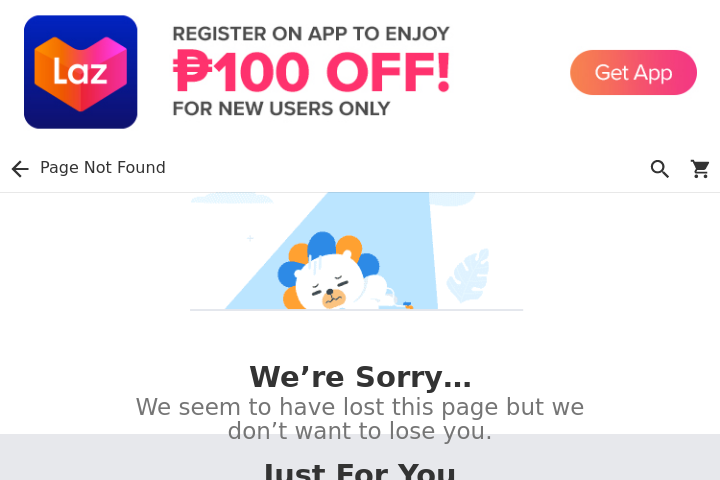 Laz
REGISTER ON APP TO ENJOY
₱100 OFF!
FOR NEW USERS ONLY
Get App
Page Not Found
We’re Sorry…
We seem to have lost this page but we
don’t want to lose you.
Just For You